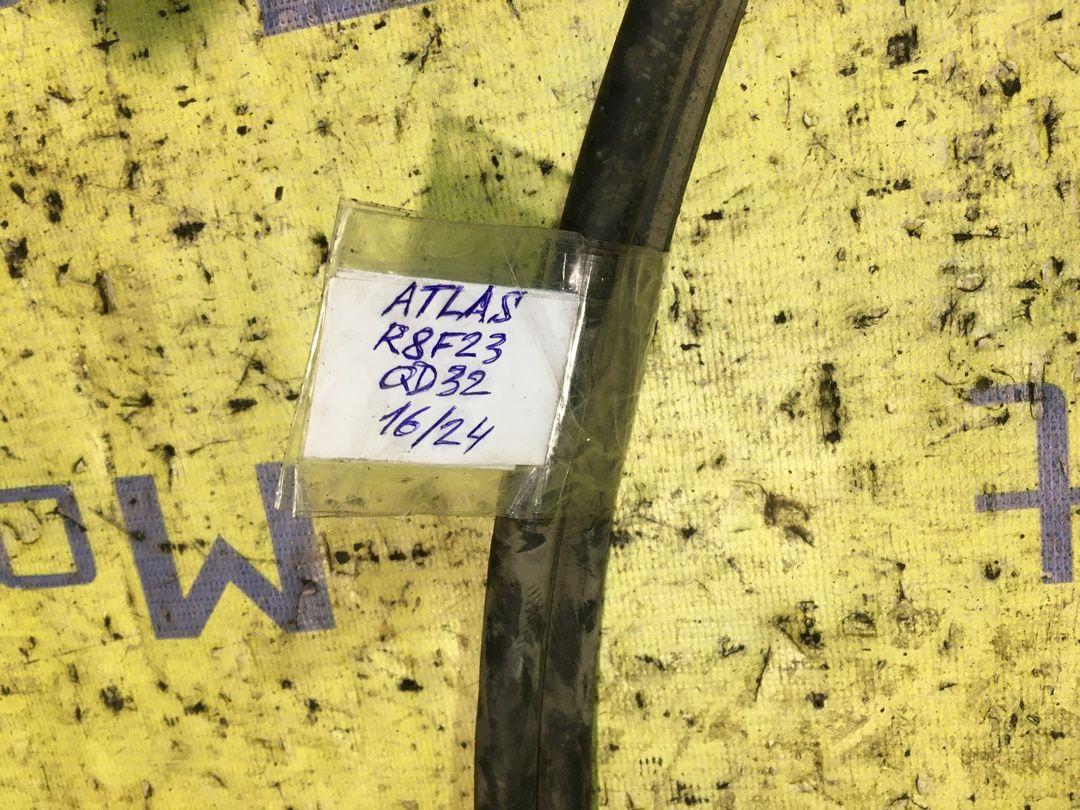 ATLAS
R8F23
QD32
16/24